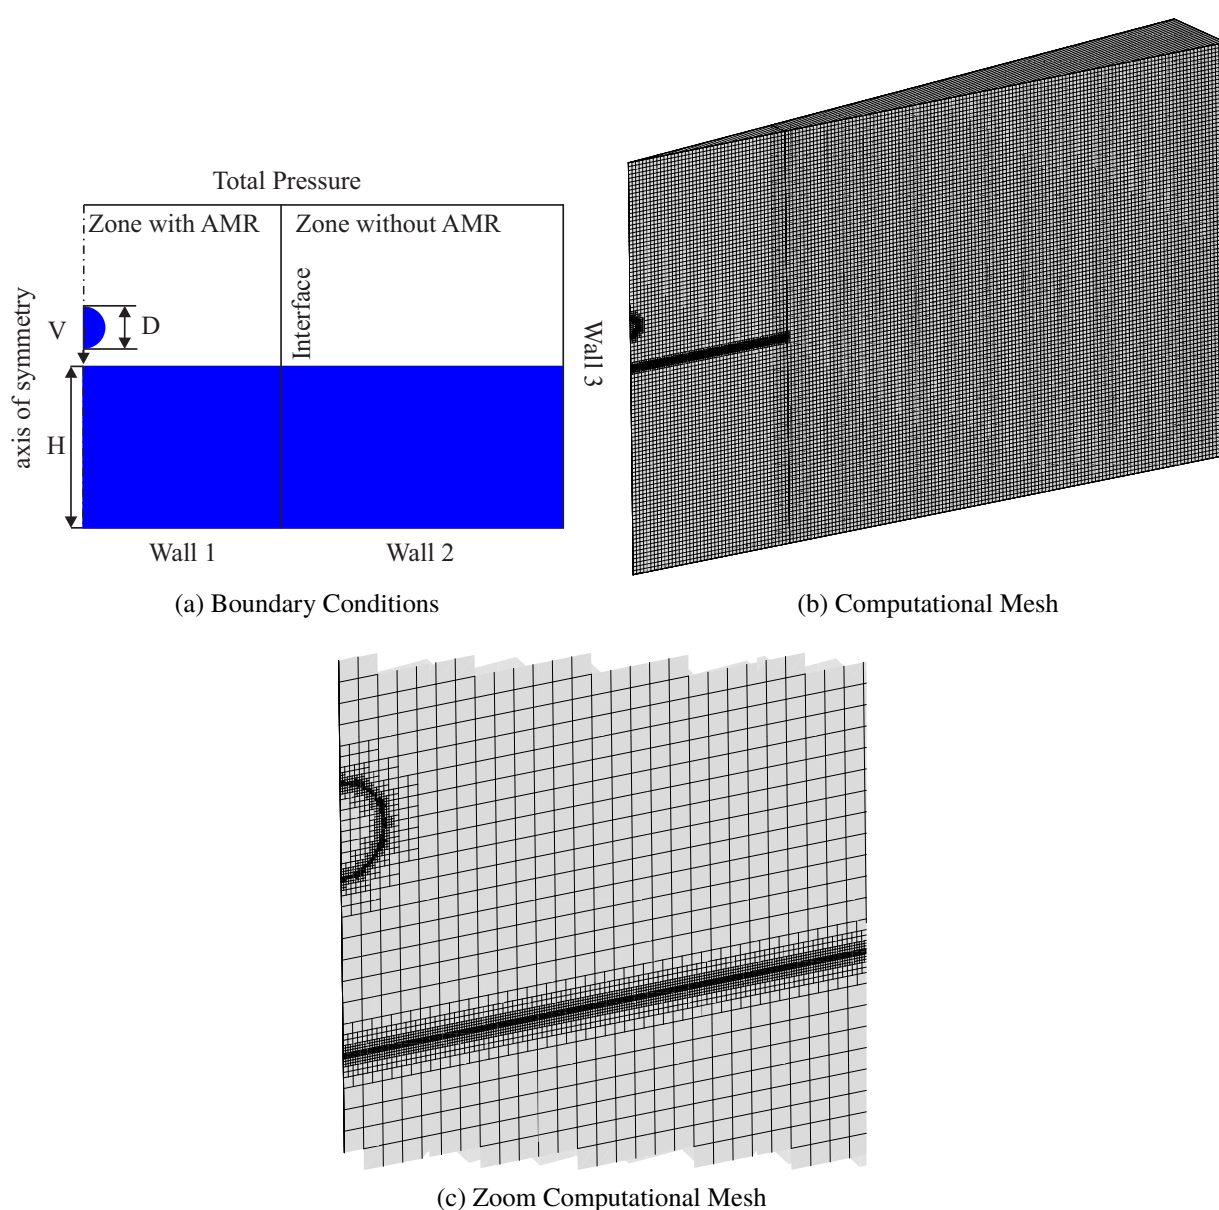 Total Pressure
Zone with AMR
Zone without AMR
Interface
axis of symmetry
V
D
H
Wall 3
Wall 1
Wall 2
(a) Boundary Conditions
(b) Computational Mesh
(c) Zoom Computational Mesh